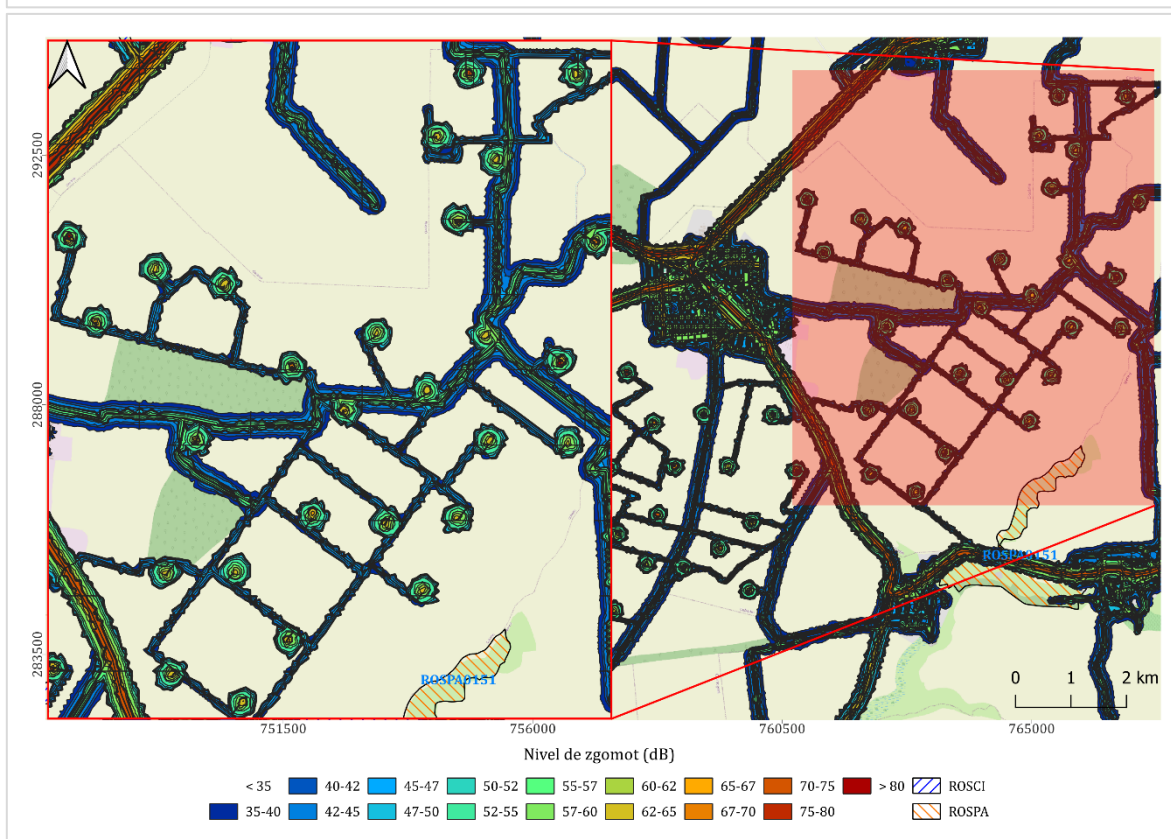 292500
288000
283500
ROSPA0151
ROSPA0151
751500 756000 760500 765000
0 1 2 km
Nivel de zgomot (dB)
< 35 40-42 45-47 50-52 55-57 60-62 65-67 70-75 > 80 ROSCI
35-40 42-45 47-50 52-55 57-60 62-65 67-70 75-80 ROSPA